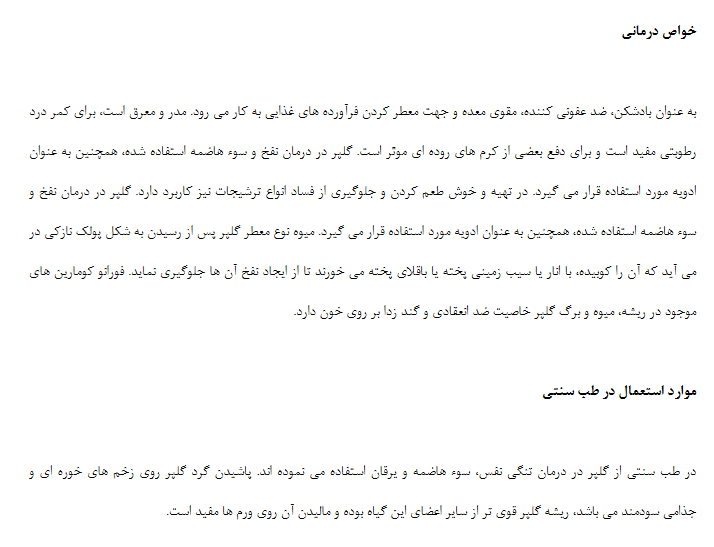 خواص درمانی
به عنوان بادشکن، ضد عفونی کننده، مقوی معده و جهت معطر کردن فرآورده های غذایی به کار می رود. مدر و معرق است، برای کمر درد
رطوبتی مفید است و برای دفع بعضی از کرم های روده ای موثر است. گلپر در درمان نفخ و سوء هاضمه استفاده شده، همچنین به عنوان
ادویه مورد استفاده قرار می گیرد. در تهیه و خوش طعم کردن و جلوگیری از فساد انواع ترشیجات نیز کاربرد دارد. گلپر در درمان نفخ و
سوء هاضمه استفاده شده، همچنین به عنوان ادویه مورد استفاده قرار می گیرد. میوه نوع معطر گلپر پس از رسیدن به شکل پولک نازکی در
می آید که آن را کوبیده، با انار یا سیب زمینی پخته یا باقلای پخته می خورند تا از ایجاد نفخ آن ها جلوگیری نماید. فورانو کومارین های
موجود در ریشه، میوه و برگ گلپر خاصیت ضد انعقادی و گند زدا بر روی خون دارد.
موارد استعمال در طب سنتی
در طب سنتی از گلپر در درمان تنگی نفس، سوء هاضمه و یرقان استفاده می نموده اند. پاشیدن گرد گلپر روی زخم های خوره ای و
جذامی سودمند می باشد، ریشه گلپر قوی تر از سایر اعضای این گیاه بوده و مالیدن آن روی ورم ها مفید است.